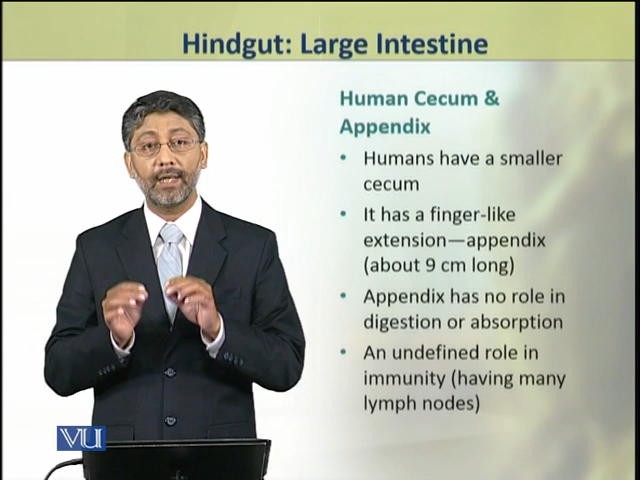 Hindgut: Large Intestine
Human Cecum &
Appendix
• Humans have a smaller
cecum
• It has a finger-like
extension—appendix
(about 9 cm long)
• Appendix has no role in
digestion or absorption
• An undefined role in
immunity (having many
lymph nodes)
VU